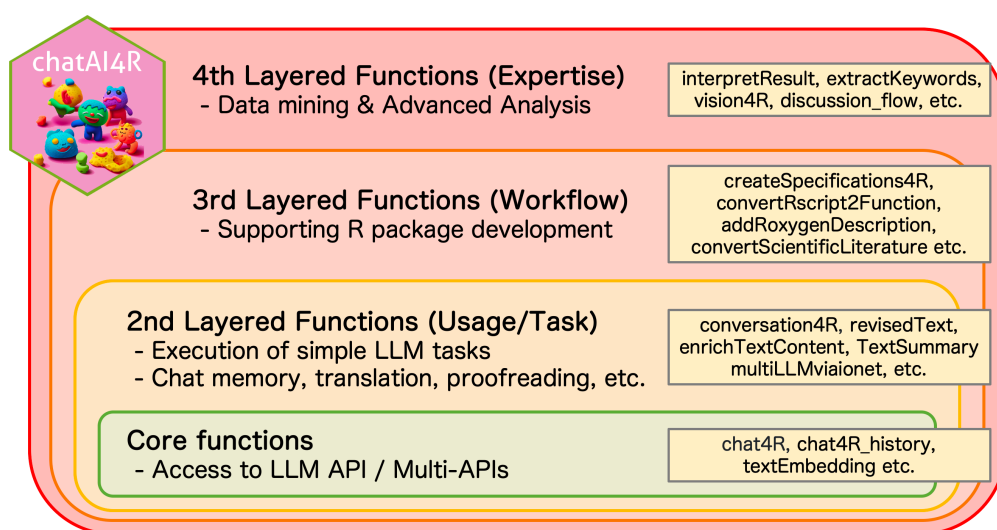 chatAI4R
4th Layered Functions (Expertise)
- Data mining & Advanced Analysis
interpretResult, extractKeywords,
vision4R, discussion_flow, etc.
3rd Layered Functions (Workflow)
- Supporting R package development
createSpecifications4R,
convertRscript2Function,
addRoxygenDescription,
convertScientificLiterature etc.
2nd Layered Functions (Usage/Task)
- Execution of simple LLM tasks
- Chat memory, translation, proofreading, etc.
conversation4R, revisedText,
enrichTextContent, TextSummary
multiLLMviaionet, etc.
Core functions
- Access to LLM API / Multi-APIs
chat4R, chat4R_history,
textEmbedding etc.